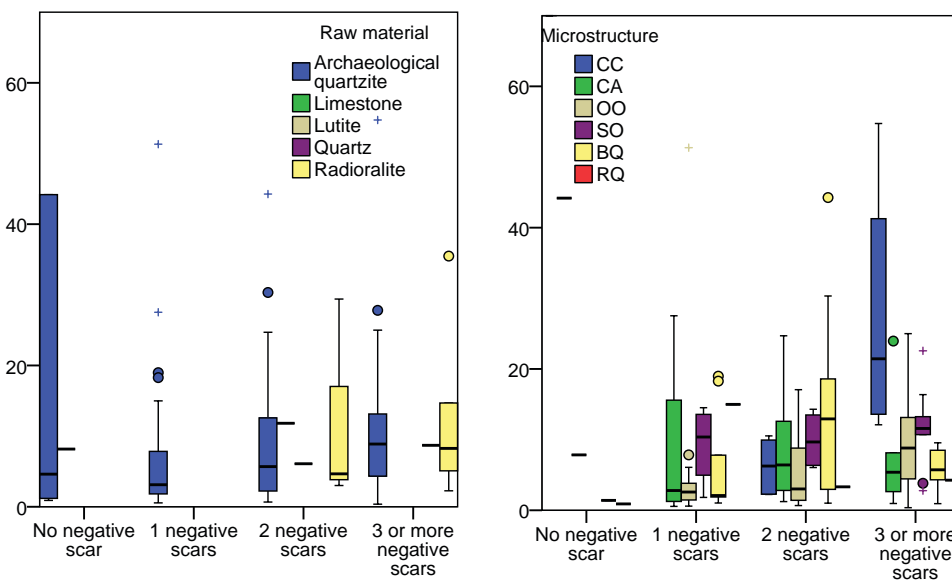 Raw material
Archaeological
quartzite
Limestone
Lutite
Quartz
Radioralite
60
40
20
0
No negative
scar
1 negative
scars
2 negative
scars
3 or more
negative
scars
Microstructure
CC
CA
OO
SO
BQ
RQ
60
40
20
0
No negative
scar
1 negative
scars
2 negative
scars
3 or more
negative
scars